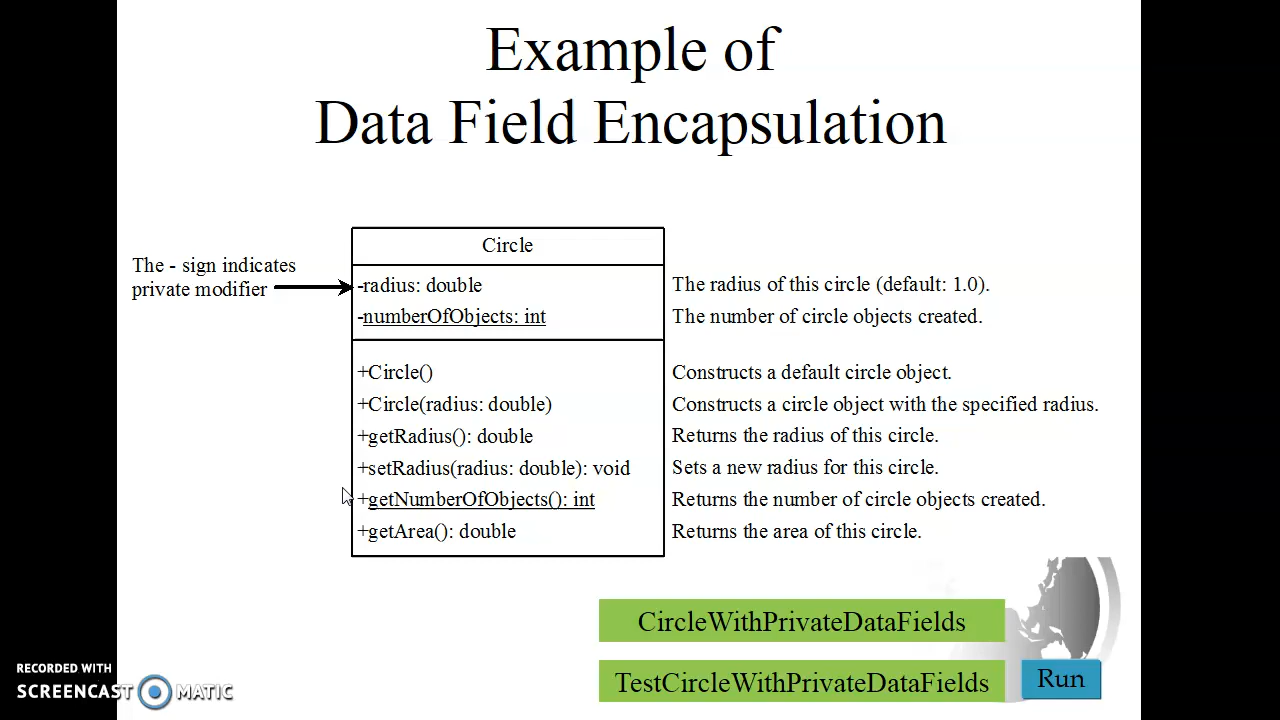 Example of
Data Field Encapsulation
The - sign indicates
private modifier
Circle
-radius: double
The radius of this circle (default: 1.0).
-numberOfObjects: int
The number of circle objects created.
+Circle()
Constructs a default circle object.
+Circle(radius: double)
Constructs a circle object with the specified radius.
+getRadius(): double
Returns the radius of this circle.
+setRadius(radius: double): void
Sets a new radius for this circle.
+getNumberOfObjects(): int
Returns the number of circle objects created.
+getArea(): double
Returns the area of this circle.
CircleWithPrivateDataFields
TestCircleWithPrivateDataFields
Run
RECORDED WITH
SCREENCAST MATIC